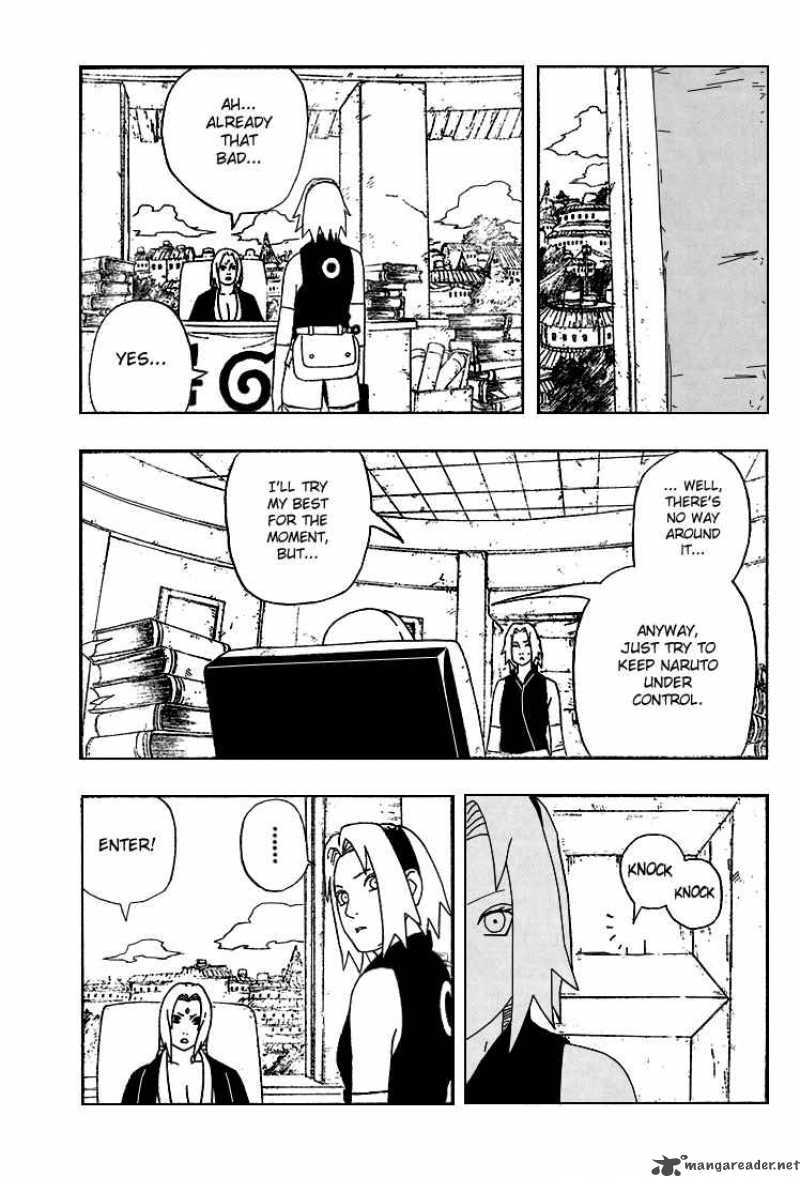 AH...
ALREADY
THAT
BAD...
YES...
... WELL,
THERE'S
NO WAY
AROUND
IT...
ANYWAY,
JUST TRY TO
KEEP NARUTO
UNDER
CONTROL.
I'LL TRY
MY BEST
FOR THE
MOMENT,
BUT...
KNOCK
KNOCK
......
ENTER!
mangareader.net